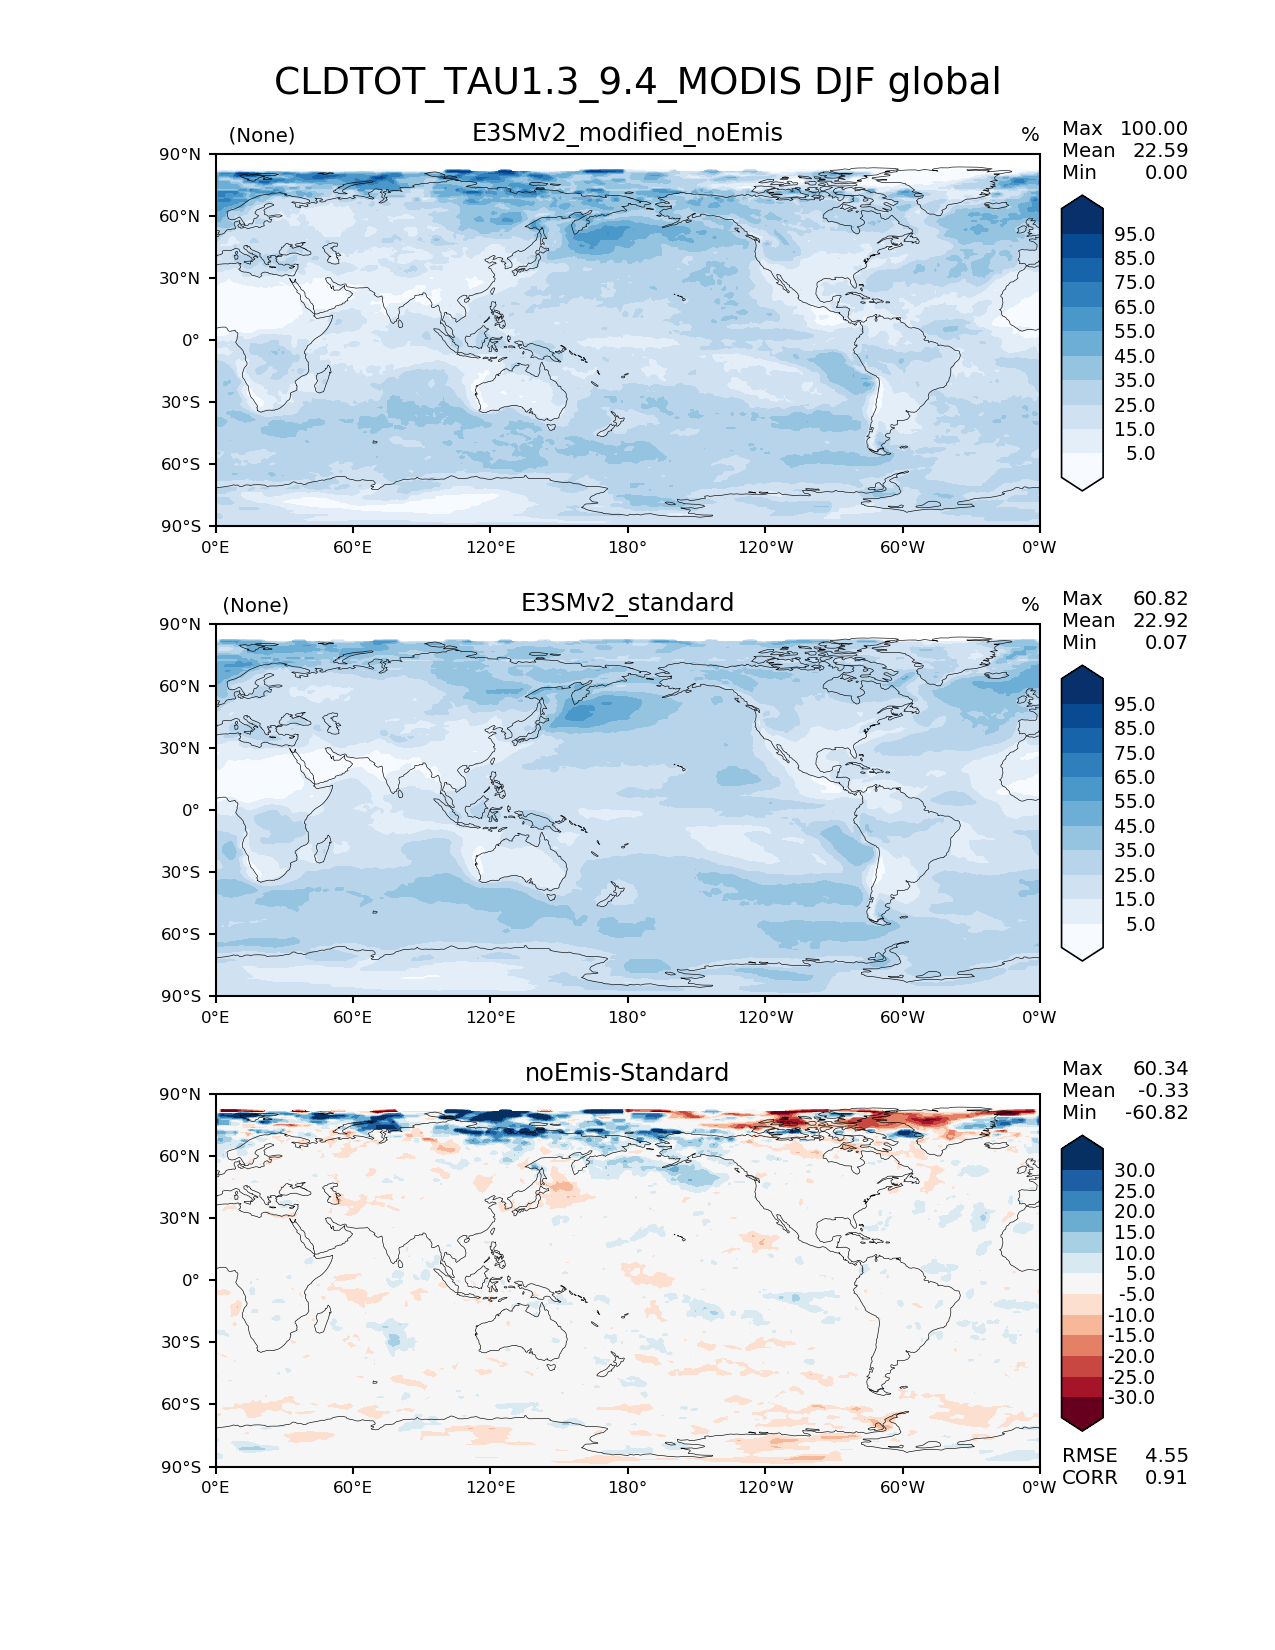 CLDTOT_TAU1.3_9.4_MODIS DJF global
(None) E3SMv2_modified_noEmis %
Max 100.00
Mean 22.59
Min 0.00
90°N
60°N
30°N
0°
30°S
60°S
90°S
0°E 60°E 120°E 180° 120°W 60°W 0°W
95.0
85.0
75.0
65.0
55.0
45.0
35.0
25.0
15.0
5.0
(None) E3SMv2_standard %
Max 60.82
Mean 22.92
Min 0.07
90°N
60°N
30°N
0°
30°S
60°S
90°S
0°E 60°E 120°E 180° 120°W 60°W 0°W
95.0
85.0
75.0
65.0
55.0
45.0
35.0
25.0
15.0
5.0
noEmis-Standard
Max 60.34
Mean -0.33
Min -60.82
90°N
60°N
30°N
0°
30°S
60°S
90°S
0°E 60°E 120°E 180° 120°W 60°W 0°W
30.0
25.0
20.0
15.0
10.0
5.0
-5.0
-10.0
-15.0
-20.0
-25.0
-30.0
RMSE 4.55
CORR 0.91